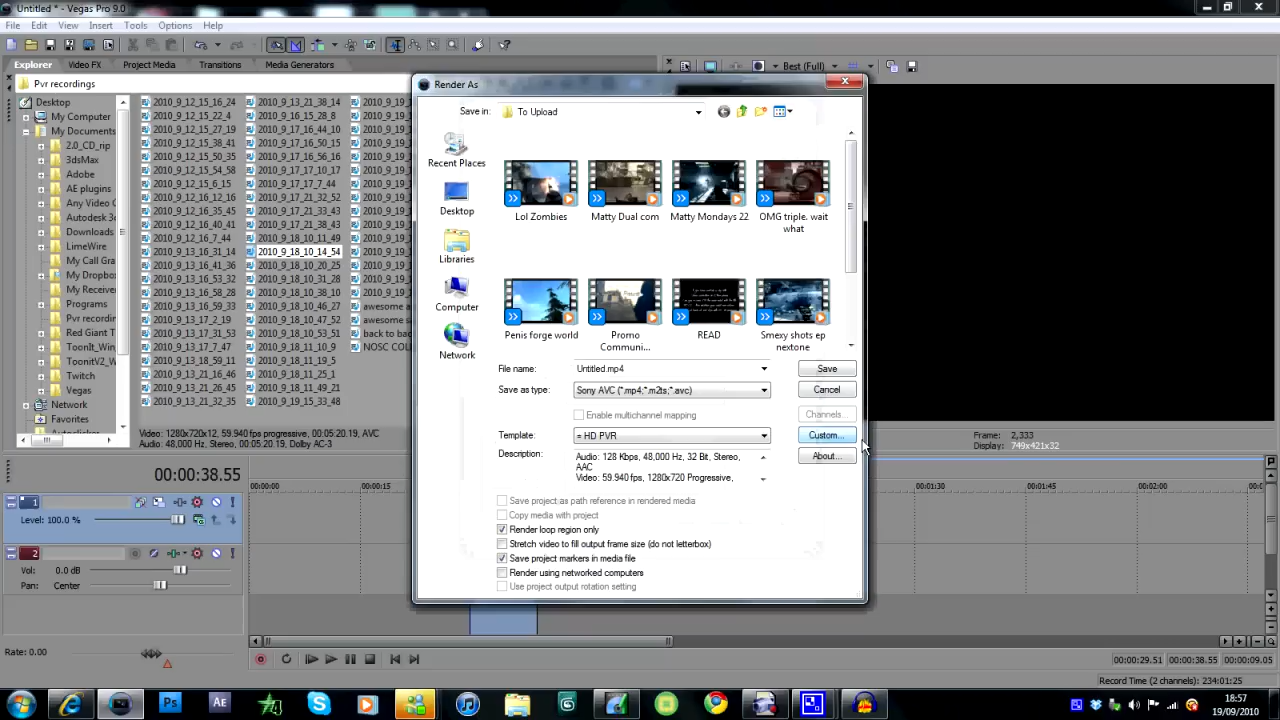 Untitled * - Vegas Pro 9.0
File Edit View Insert Tools Options Help
Explorer Video FX Project Media Transitions Media Generators
Best (Full)
Pvr recordings
Desktop
My Computer
My Documents
2.0_CD_rip
3dsMax
Adobe
AE plugins
Any Video
Autodesk 3
Downloads
LimeWire
My Call Gra
My Dropbo
My Receive
Programs
Pvr recordin
Red Giant T
ToonIt_Win
ToonitV2_W
Twitch
Vegas
Network
Favorites
2010_9_12_15_16_24
2010_9_12_15_22_4
2010_9_12_15_27_19
2010_9_12_15_38_41
2010_9_12_15_50_35
2010_9_12_15_54_58
2010_9_12_15_6_15
2010_9_12_16_12_16
2010_9_12_16_35_45
2010_9_12_16_40_41
2010_9_12_16_7_44
2010_9_13_16_31_14
2010_9_13_16_41_36
2010_9_13_16_53_32
2010_9_13_16_58_28
2010_9_13_17_13_59
2010_9_13_17_2_19
2010_9_13_17_31_53
2010_9_13_17_7_47
2010_9_13_18_59_11
2010_9_13_21_16_54
2010_9_13_21_26_45
2010_9_13_21_32_35
2010_9_13_21_38_14
2010_9_16_15_28_8
2010_9_17_16_44_10
2010_9_17_16_50_15
2010_9_17_16_56_16
2010_9_17_17_10_17
2010_9_17_17_7_44
2010_9_17_21_32_52
2010_9_17_21_33_43
2010_9_17_21_38_43
2010_9_18_10_11_49
2010_9_18_10_14_54
2010_9_18_10_20_25
2010_9_18_10_31_28
2010_9_18_10_38_10
2010_9_18_10_46_27
2010_9_18_10_47_52
2010_9_18_10_53_51
2010_9_18_11_10_9
2010_9_18_11_19_5
2010_9_18_11_25_1
2010_9_18_11_49_21
2010_9_19_15_33_48
awesome a
awesome s
back to bac
NOSC COLL
Video: 1280x720x12, 59.940 fps progressive, 00:05:20.19, AVC
Audio: 48,000 Hz, Stereo, 00:05:20.19, Dolby AC-3
Render As
Save in: To Upload
Recent Places
Desktop
Libraries
Computer
Network
Lol Zombies
Matty Dual com
Matty Mondays 22
OMG triple. wait what
Penis forge world
Promo Communi...
READ
Smexy shots ep nextone
File name: Untitled.mp4 Save
Save as type: Sony AVC (*.mp4;*.m2ts;*.avc) Cancel
Enable multichannel mapping Channels...
Template: = HD PVR Custom...
Description: Audio: 128 Kbps, 48,000 Hz, 32 Bit, Stereo, About...
AAC
Video: 59.940 fps, 1280x720 Progressive,
Save project as path reference in rendered media
Copy media with project
Render loop region only
Stretch video to fill output frame size (do not letterbox)
Save project markers in media file
Render using networked computers
Use project output rotation setting
Frame: 2,333
Display: 749x421x32
00:00:38.55
00:00:00 00:00:15 00:01:30 00:01:45 00:02:00
1
Level: 100.0 %
2
Vol: 0.0 dB
Pan: Center
Rate: 0.00
00:00:29.51 00:00:38.55 00:00:09.05
Record Time (2 channels): 234:01:25
Ps AE
18:57
19/09/2010